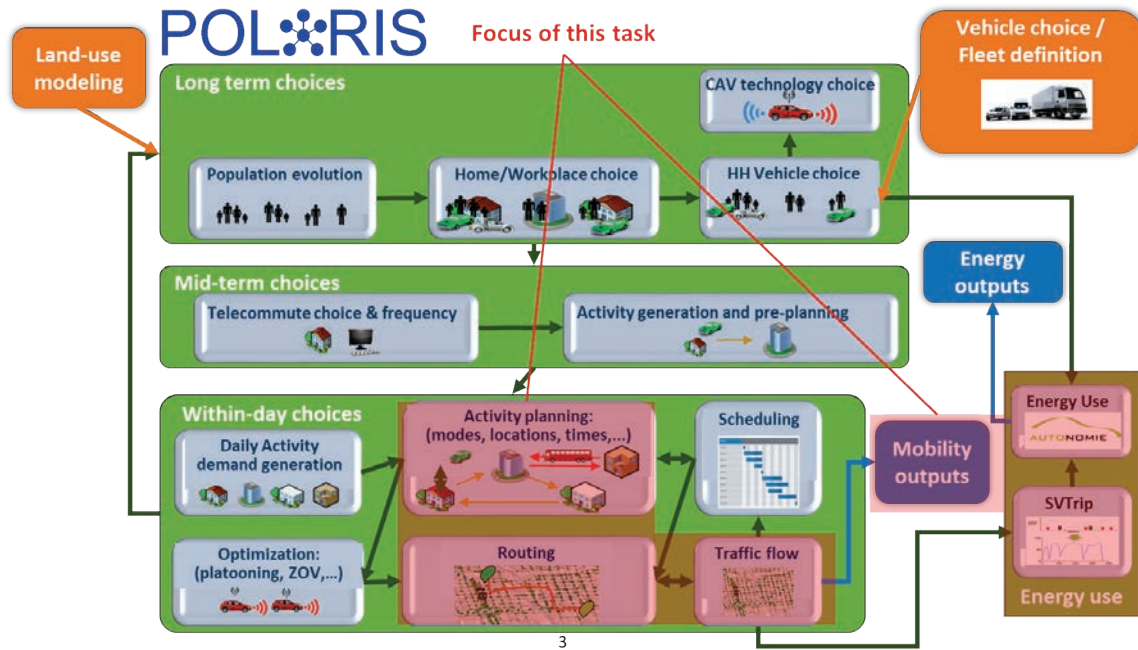 POLARIS
Focus of this task
Land-use
modeling
Vehicle choice /
Fleet definition
Long term choices
CAV technology choice
Population evolution
Home/Workplace choice
HH Vehicle choice
Energy
outputs
Mid-term choices
Telecommute choice & frequency
Activity generation and pre-planning
Within-day choices
Daily Activity
demand generation
Activity planning:
(modes, locations, times,...)
Scheduling
Mobility
outputs
Energy Use
AUTONOMIE
SVTrip
Optimization:
(platooning, ZOV,...)
Routing
Traffic flow
Energy use
3